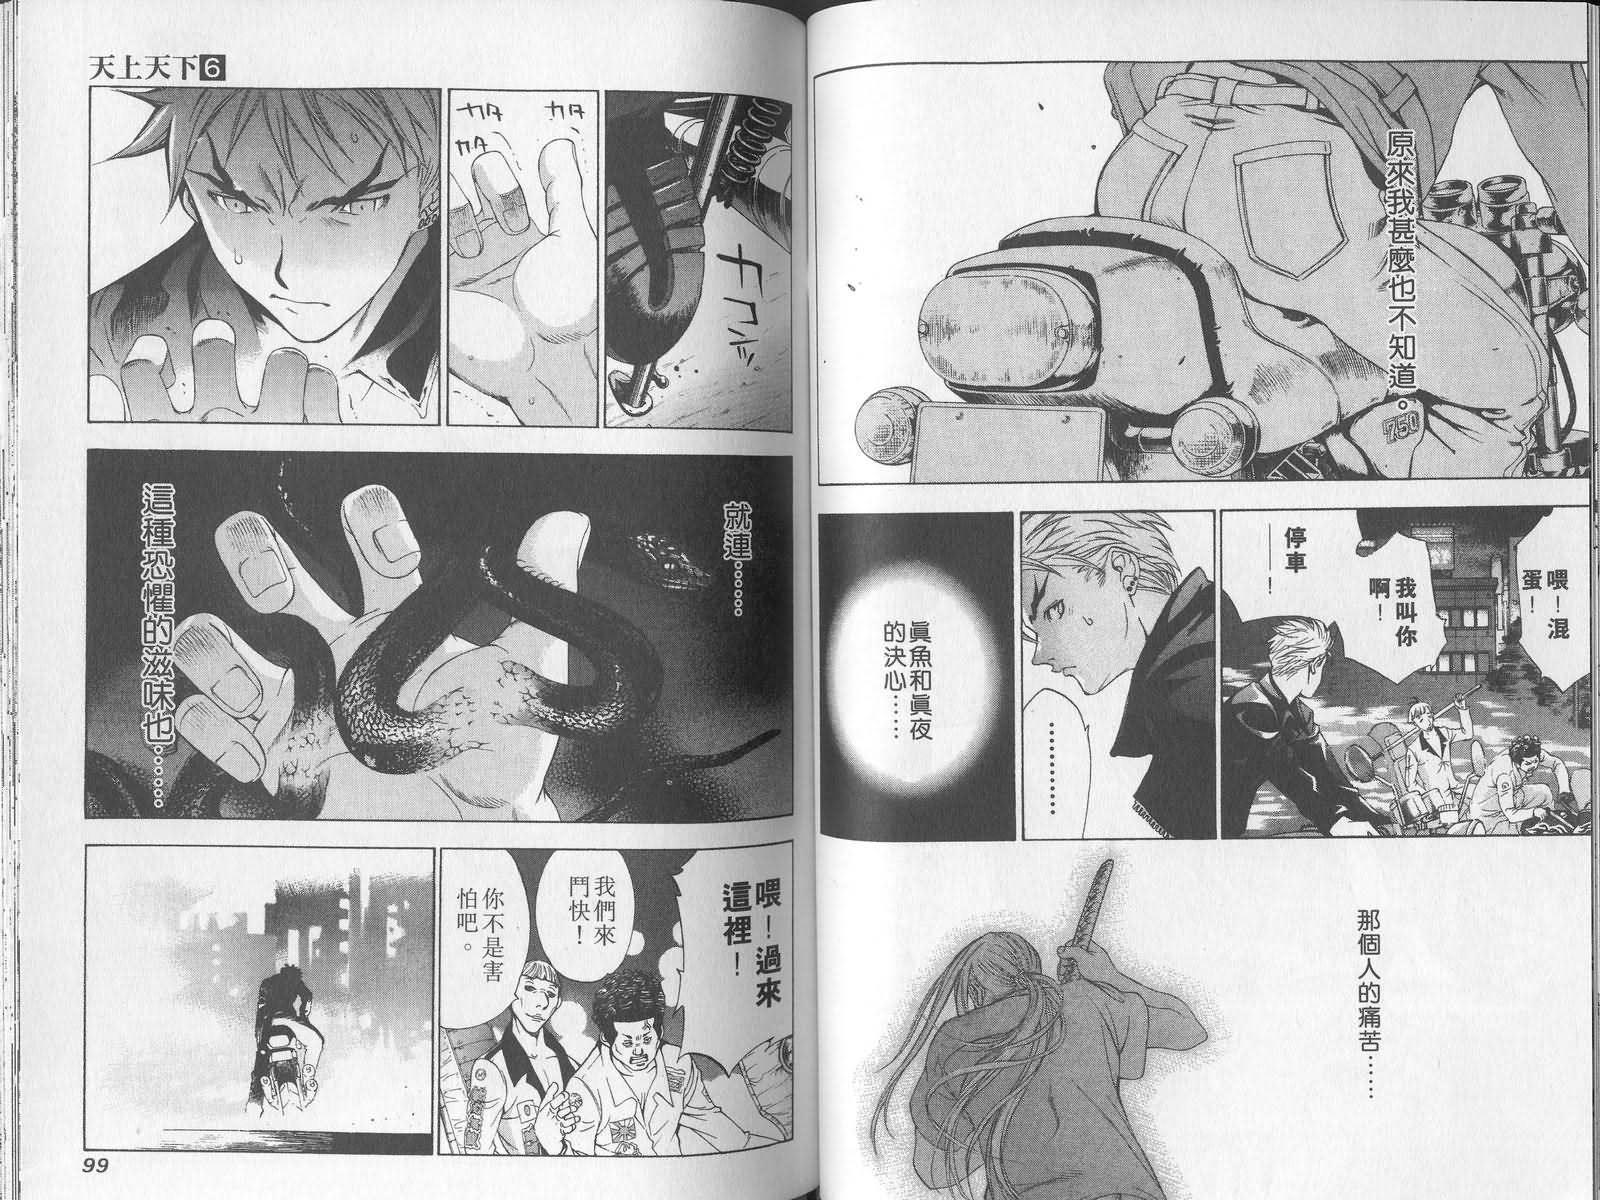 原來我甚麼也不知道。
750
喂！混
蛋！
我叫你
啊！
停車
——！
…………
眞魚和眞夜
的決心……
那個人的痛苦……
天上天下6
ガクン
カタ
カタ
カタ
就連……
這種恐懼的滋味也……
喂！過來
這裡！
我們來
鬥快！
你不是害
怕吧。
99